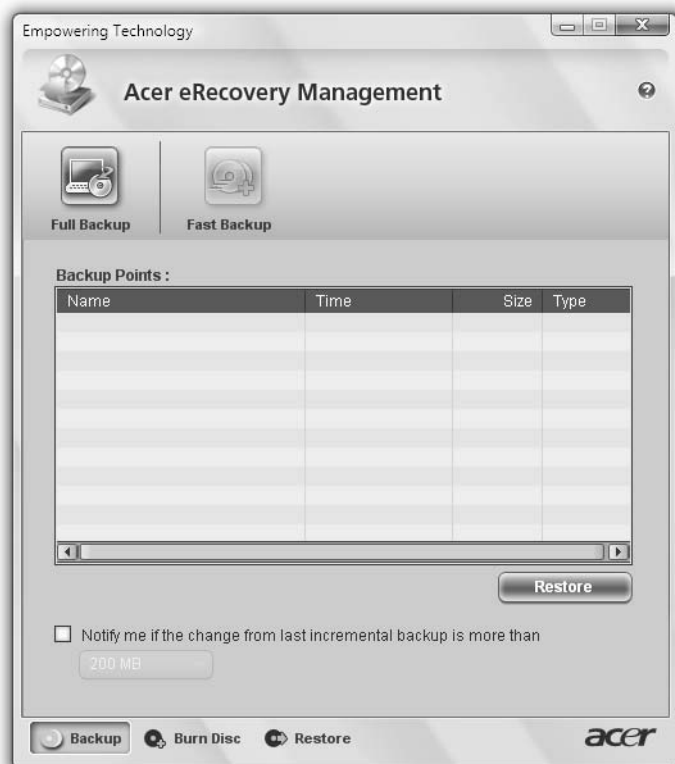 Empowering Technology
Acer eRecovery Management
Full Backup
Fast Backup
Backup Points :
Name Time Size Type
Restore
Notify me if the change from last incremental backup is more than
200 MB
Backup Burn Disc Restore acer